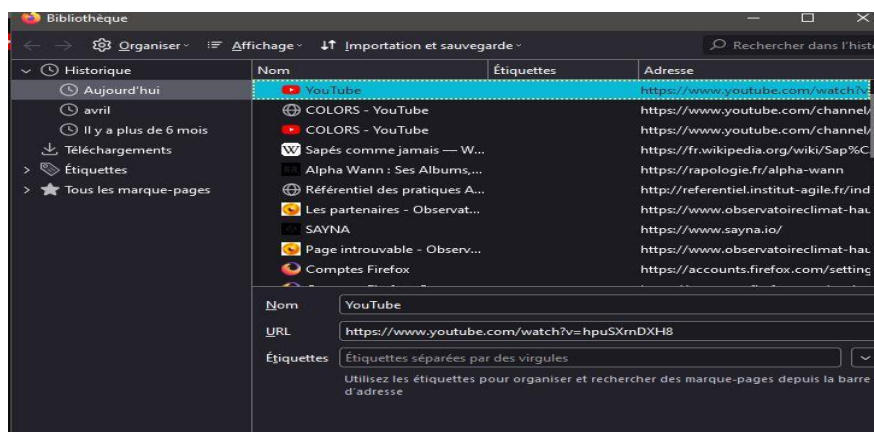 Bibliothèque
Organiser Affichage Importation et sauvegarde Rechercher dans l'histo
Historique
Aujourd'hui
avril
Il y a plus de 6 mois
Téléchargements
Étiquettes
Tous les marque-pages
Nom Étiquettes Adresse
YouTube https://www.youtube.com/watch?v=
COLORS - YouTube https://www.youtube.com/channel/
COLORS - YouTube https://www.youtube.com/channel/
Sapés comme jamais — W... https://fr.wikipedia.org/wiki/Sap%C
Alpha Wann : Ses Albums,... https://rapologie.fr/alpha-wann
Référentiel des pratiques A... http://referentiel.institut-agile.fr/ind
Les partenaires - Observat... https://www.observatoireclimat-hau
SAYNA https://www.sayna.io/
Page introuvable - Observ... https://www.observatoireclimat-hau
Comptes Firefox https://accounts.firefox.com/setting
Nom YouTube
URL https://www.youtube.com/watch?v=hpuSXrnDXH8
Étiquettes Étiquettes séparées par des virgules
Utilisez les étiquettes pour organiser et rechercher des marque-pages depuis la barre
d'adresse